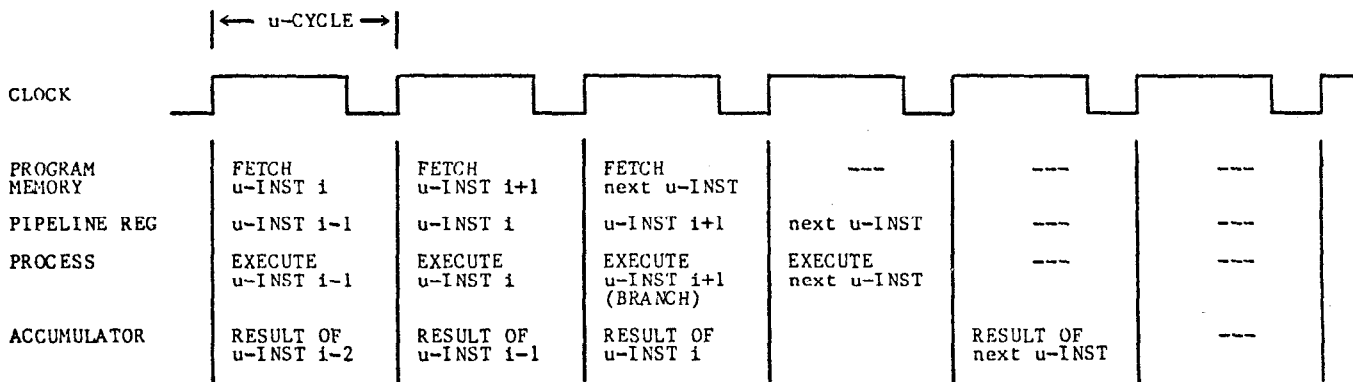 u-CYCLE
CLOCK
PROGRAM MEMORY FETCH u-INST i FETCH u-INST i+1 FETCH next u-INST --- --- ---
PIPELINE REG u-INST i-1 u-INST i u-INST i+1 next u-INST --- ---
PROCESS EXECUTE u-INST i-1 EXECUTE u-INST i EXECUTE u-INST i+1 (BRANCH) EXECUTE next u-INST --- ---
ACCUMULATOR RESULT OF u-INST i-2 RESULT OF u-INST i-1 RESULT OF u-INST i RESULT OF next u-INST ---